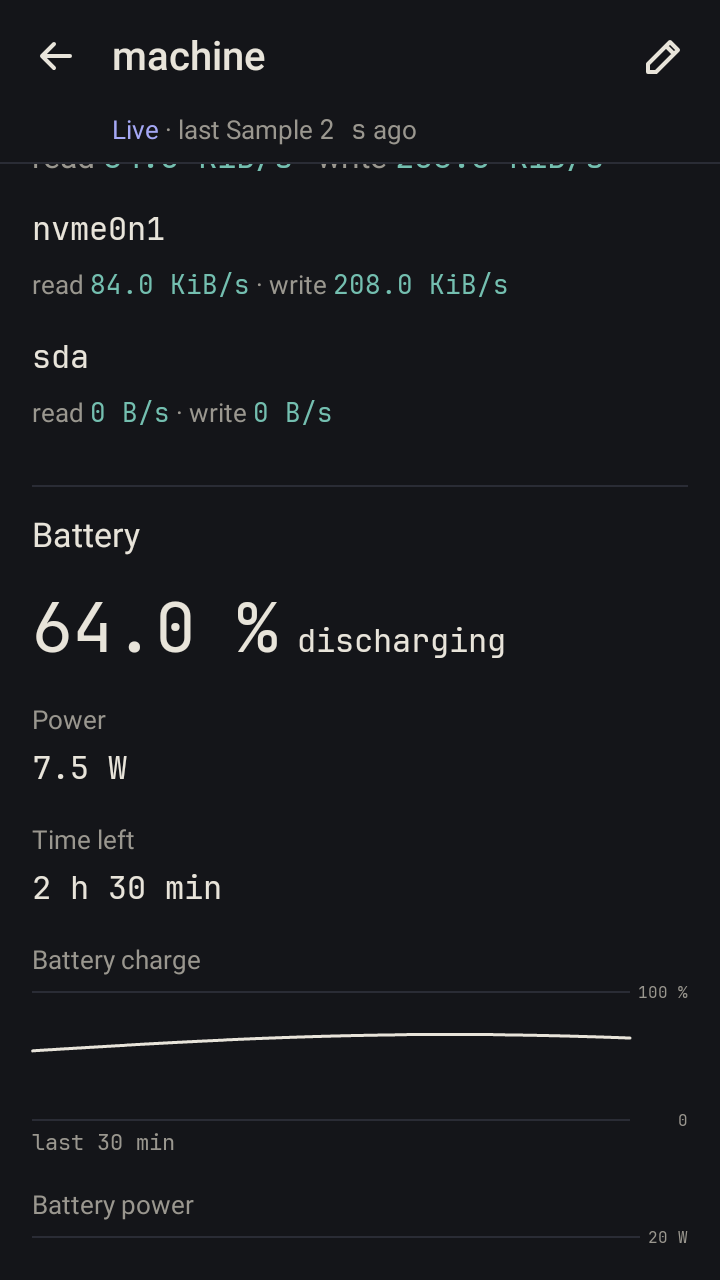 machine
Live · last Sample 2 s ago
nvme0n1
read 84.0 KiB/s · write 208.0 KiB/s
sda
read 0 B/s · write 0 B/s
Battery
64.0 % discharging
Power
7.5 W
Time left
2 h 30 min
Battery charge
100 %
0
last 30 min
Battery power
20 W